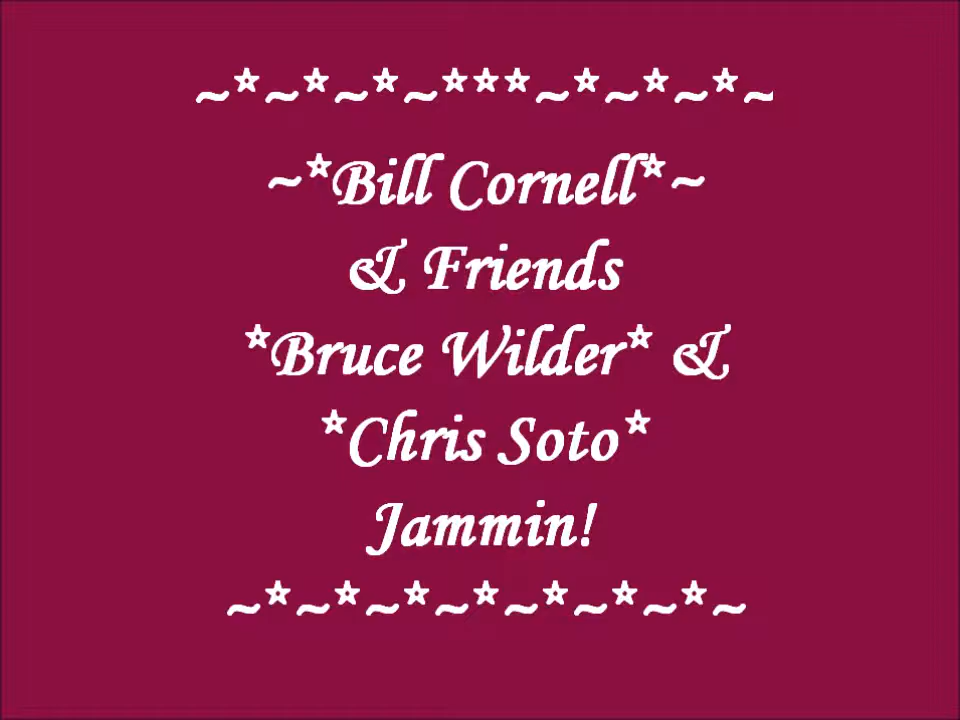 ~*~*~*~***~*~*~*~
~*Bill Cornell*~
& Friends
*Bruce Wilder* &
*Chris Soto*
Jammin!
~*~*~*~*~*~*~*~